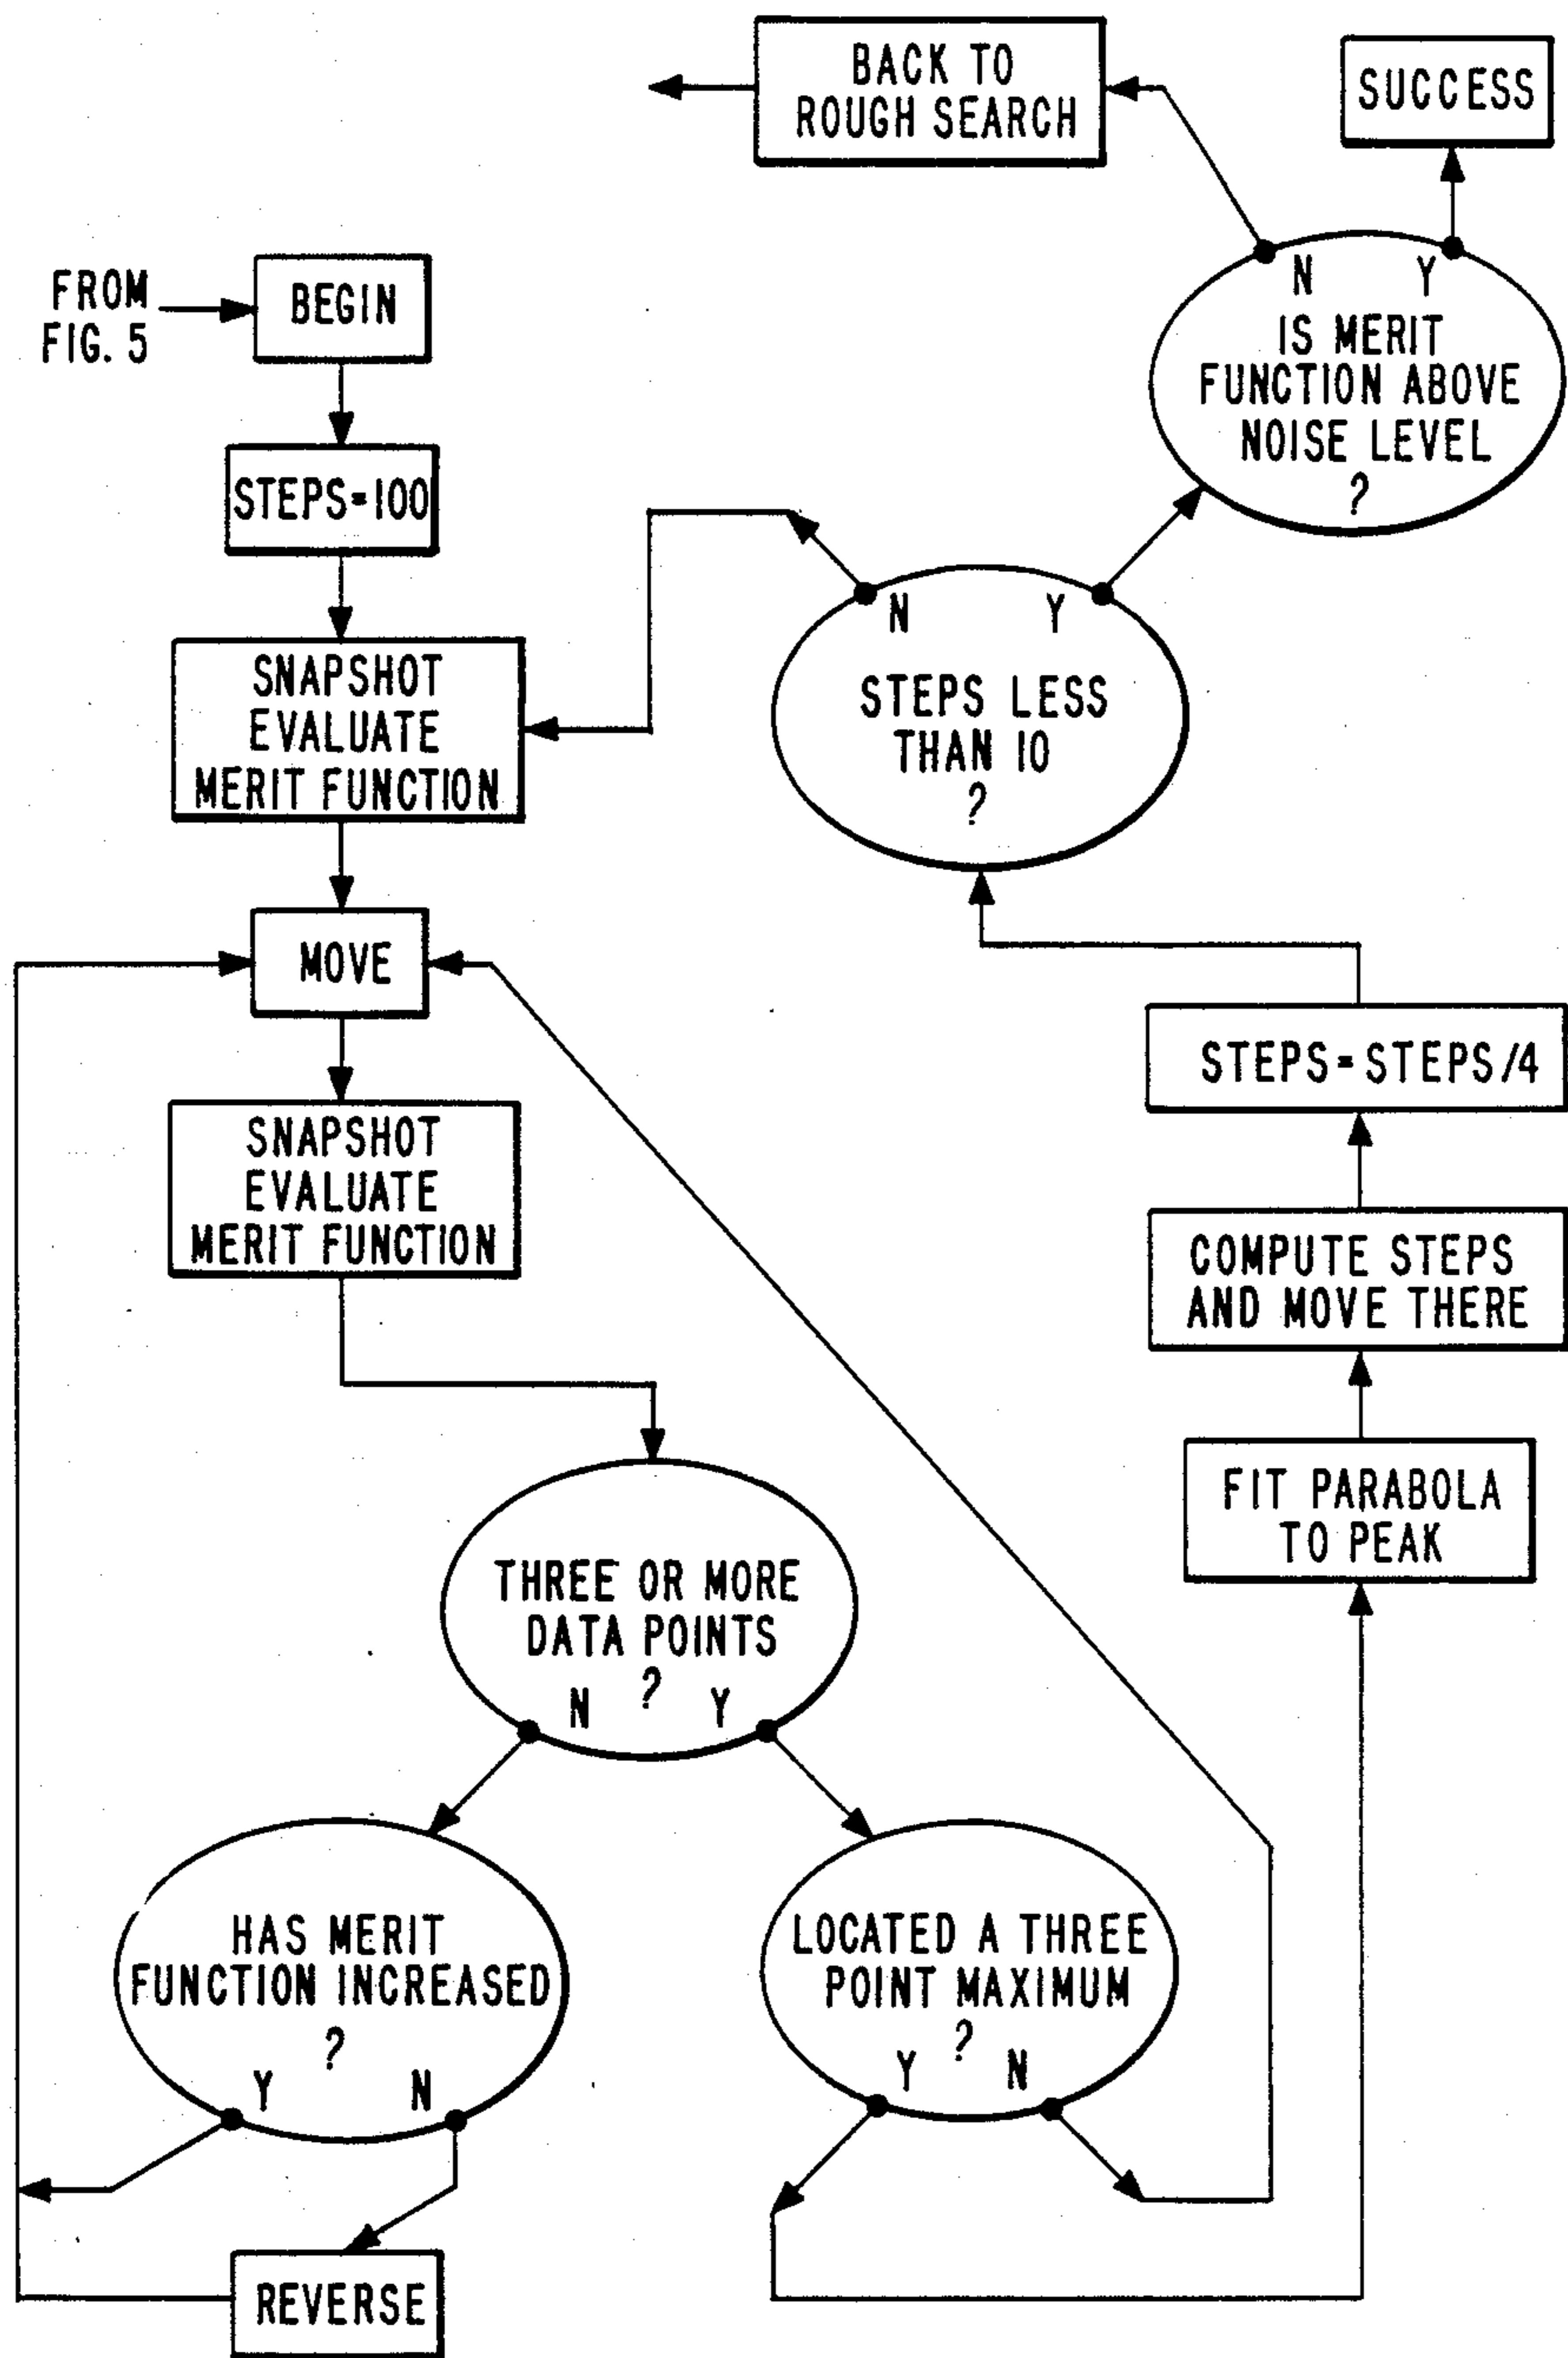 BACK TO
ROUGH SEARCH
SUCCESS
FROM
FIG. 5
BEGIN
N
Y
IS MERIT
FUNCTION ABOVE
NOISE LEVEL
?
STEPS=100
N
Y
STEPS LESS
THAN 10
?
SNAPSHOT
EVALUATE
MERIT FUNCTION
MOVE
SNAPSHOT
EVALUATE
MERIT FUNCTION
STEPS=STEPS/4
COMPUTE STEPS
AND MOVE THERE
FIT PARABOLA
TO PEAK
THREE OR MORE
DATA POINTS
N ? Y
HAS MERIT
FUNCTION INCREASED
?
Y N
LOCATED A THREE
POINT MAXIMUM
?
Y N
REVERSE